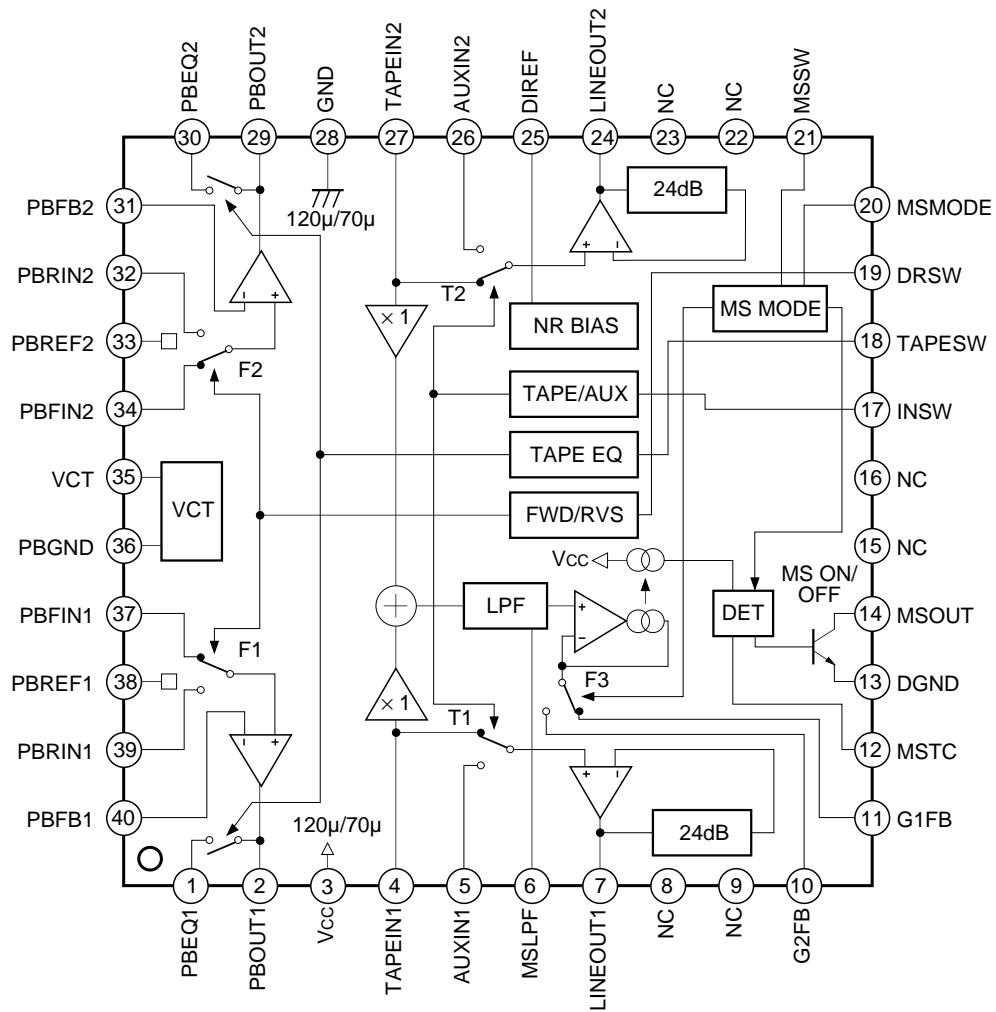 PBEQ2
PBOUT2
GND
TAPEIN2
AUXIN2
DIREF
LINEOUT2
NC
NC
MSSW
30
29
28
27
26
25
24
23
22
21
PBFB2
31
120μ/70μ
24dB
20
MSMODE
PBRIN2
32
– +
+ –
19
DRSW
PBREF2
33
F2
× 1
T2
NR BIAS
MS MODE
18
TAPESW
PBFIN2
34
TAPE/AUX
17
INSW
VCT
35
VCT
TAPE EQ
16
NC
PBGND
36
FWD/RVS
15
NC
Vcc
MS ON/
OFF
PBFIN1
37
LPF
+
–
DET
14
MSOUT
PBREF1
38
F1
F3
13
DGND
PBRIN1
39
× 1
T1
12
MSTC
– +
+ –
PBFB1
40
120μ/70μ
24dB
11
G1FB
1
2
3
4
5
6
7
8
9
10
PBEQ1
PBOUT1
Vcc
TAPEIN1
AUXIN1
MSLPF
LINEOUT1
NC
NC
G2FB